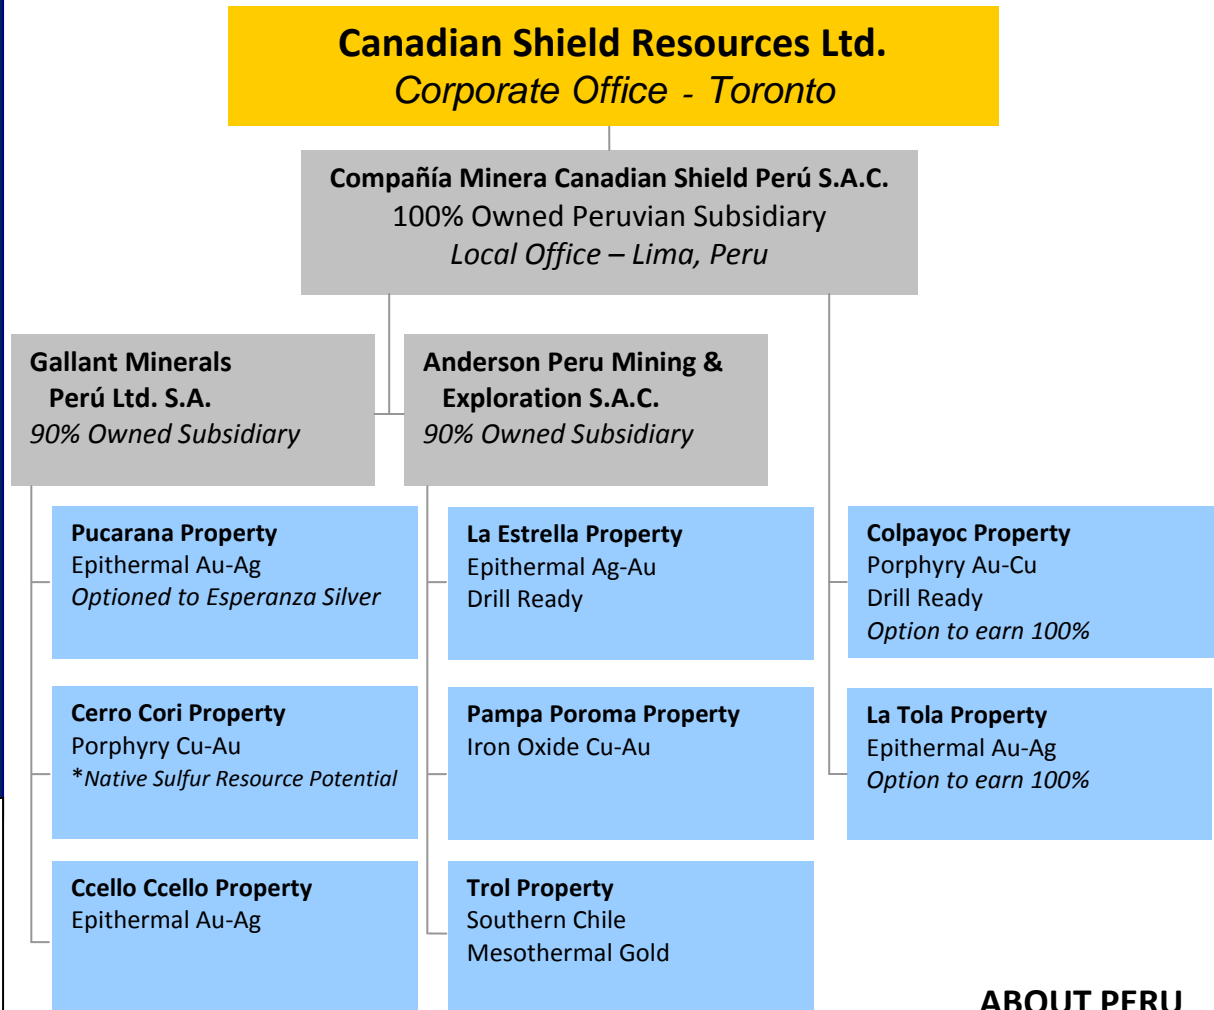 Canadian Shield Resources Ltd.
Corporate Office - Toronto
Compañía Minera Canadian Shield Perú S.A.C.
100% Owned Peruvian Subsidiary
Local Office – Lima, Peru
Gallant Minerals
Perú Ltd. S.A.
90% Owned Subsidiary
Anderson Peru Mining &
Exploration S.A.C.
90% Owned Subsidiary
Pucarana Property
Epithermal Au-Ag
Optioned to Esperanza Silver
La Estrella Property
Epithermal Ag-Au
Drill Ready
Colpayoc Property
Porphyry Au-Cu
Drill Ready
Option to earn 100%
Cerro Cori Property
Porphyry Cu-Au
*Native Sulfur Resource Potential
Pampa Poroma Property
Iron Oxide Cu-Au
La Tola Property
Epithermal Au-Ag
Option to earn 100%
Ccello Ccello Property
Epithermal Au-Ag
Trol Property
Southern Chile
Mesothermal Gold
ABOUT PERU